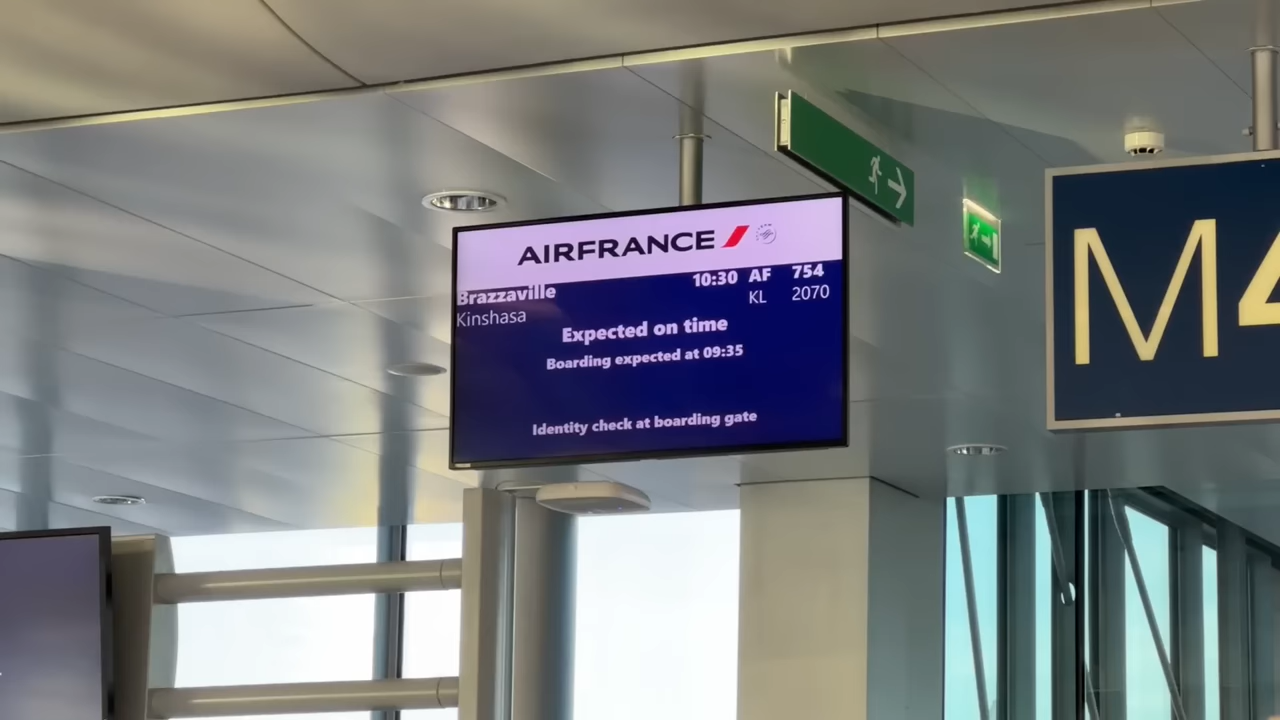 AIRFRANCE
10:30 AF 754
Brazzaville
KL 2070
Kinshasa
Expected on time
Boarding expected at 09:35
Identity check at boarding gate
M4